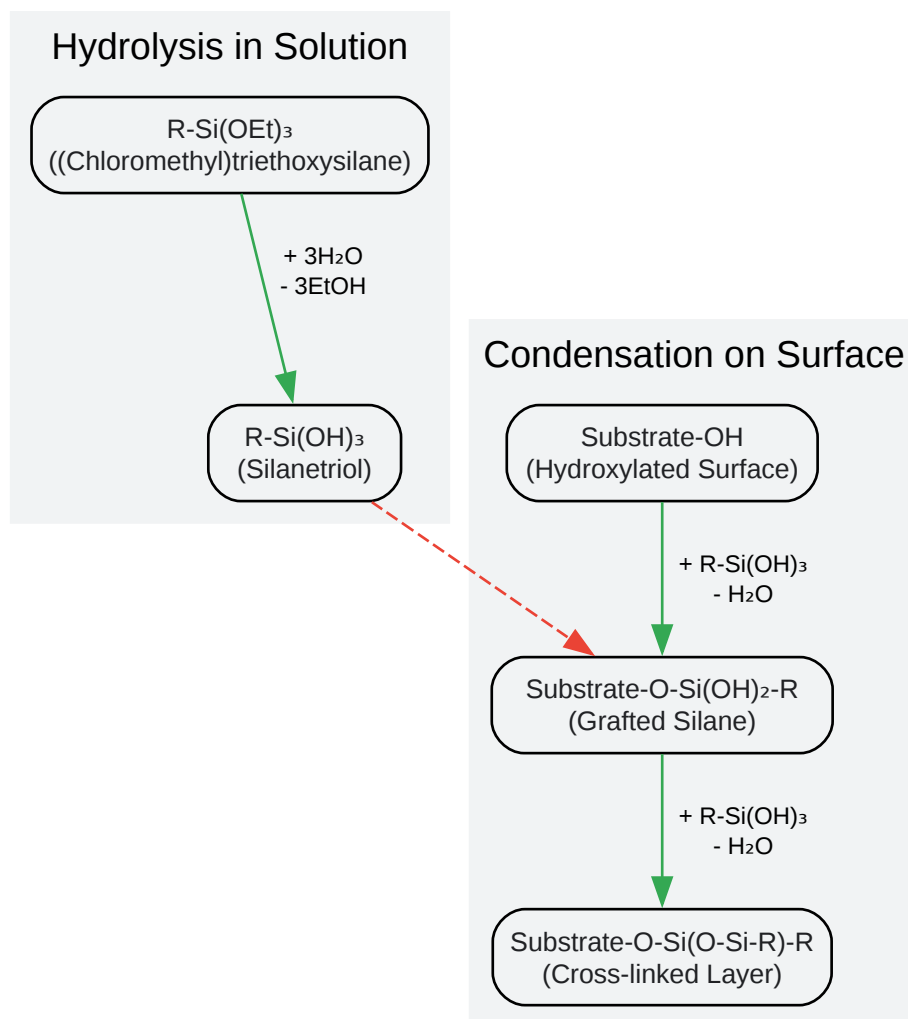 Hydrolysis in Solution
R-Si(OEt)₃
((Chloromethyl)triethoxysilane)
+ 3H₂O
- 3EtOH
R-Si(OH)₃
(Silanetriol)
Condensation on Surface
Substrate-OH
(Hydroxylated Surface)
+ R-Si(OH)₃
- H₂O
Substrate-O-Si(OH)₂-R
(Grafted Silane)
+ R-Si(OH)₃
- H₂O
Substrate-O-Si(O-Si-R)-R
(Cross-linked Layer)